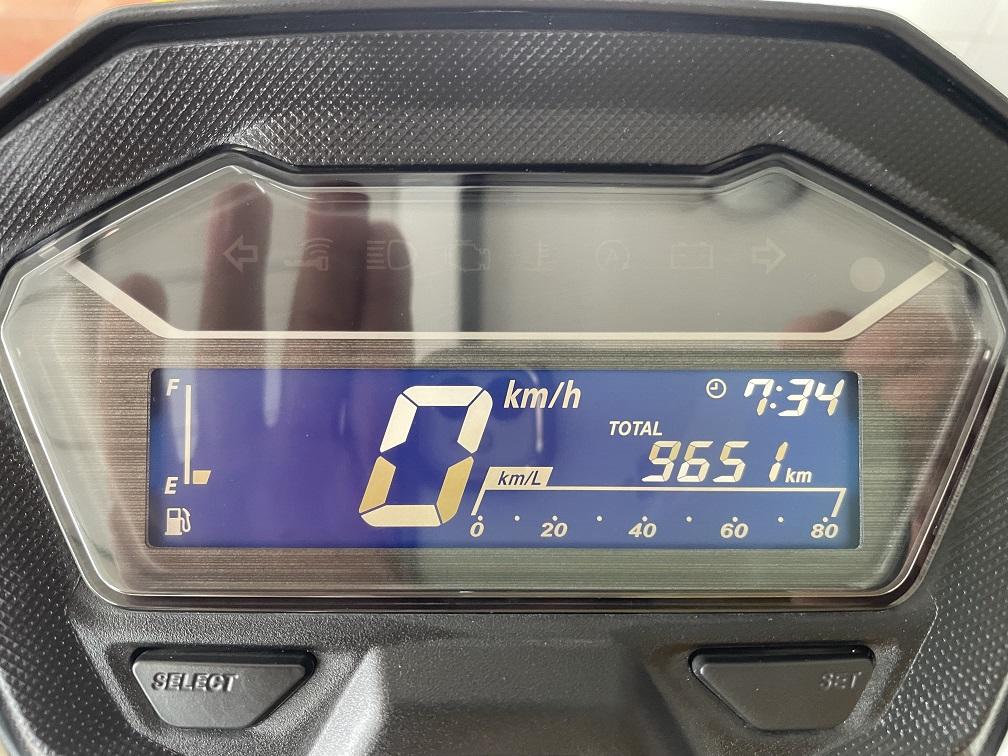 F
E
0 km/h
7:34
TOTAL
9651 km
km/L
0 20 40 60 80
SELECT
SET